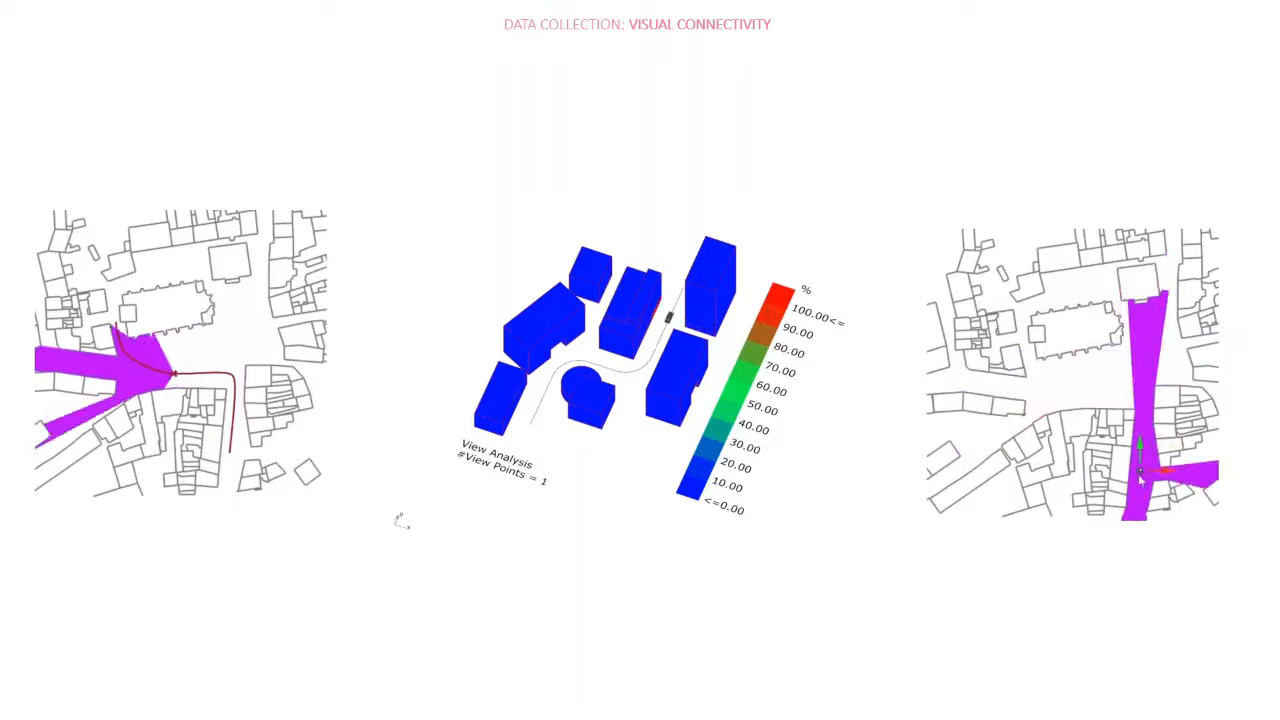 DATA COLLECTION: VISUAL CONNECTIVITY
%
100.00<=
90.00
80.00
70.00
60.00
50.00
40.00
30.00
20.00
10.00
<=0.00
View Analysis
#View Points = 1
y
x